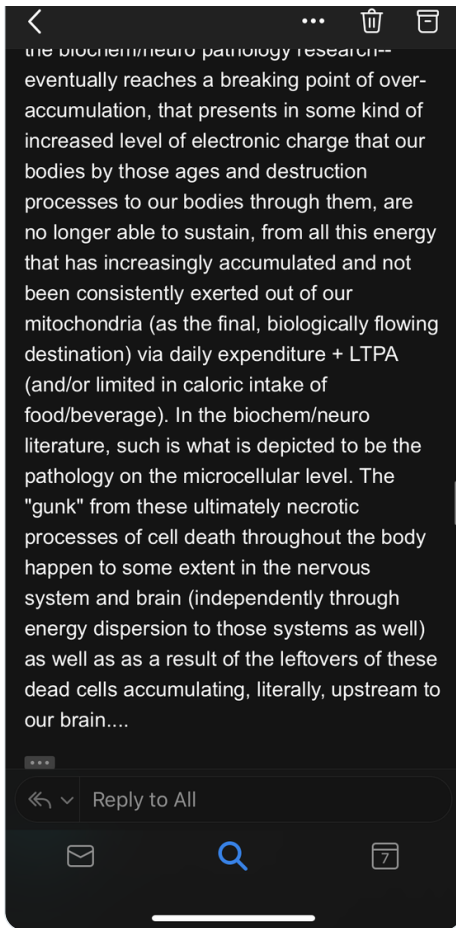 the biochem/neuro pathology research--
eventually reaches a breaking point of over-
accumulation, that presents in some kind of
increased level of electronic charge that our
bodies by those ages and destruction
processes to our bodies through them, are
no longer able to sustain, from all this energy
that has increasingly accumulated and not
been consistently exerted out of our
mitochondria (as the final, biologically flowing
destination) via daily expenditure + LTPA
(and/or limited in caloric intake of
food/beverage). In the biochem/neuro
literature, such is what is depicted to be the
pathology on the microcellular level. The
"gunk" from these ultimately necrotic
processes of cell death throughout the body
happen to some extent in the nervous
system and brain (independently through
energy dispersion to those systems as well)
as well as as a result of the leftovers of these
dead cells accumulating, literally, upstream to
our brain....
Reply to All
7